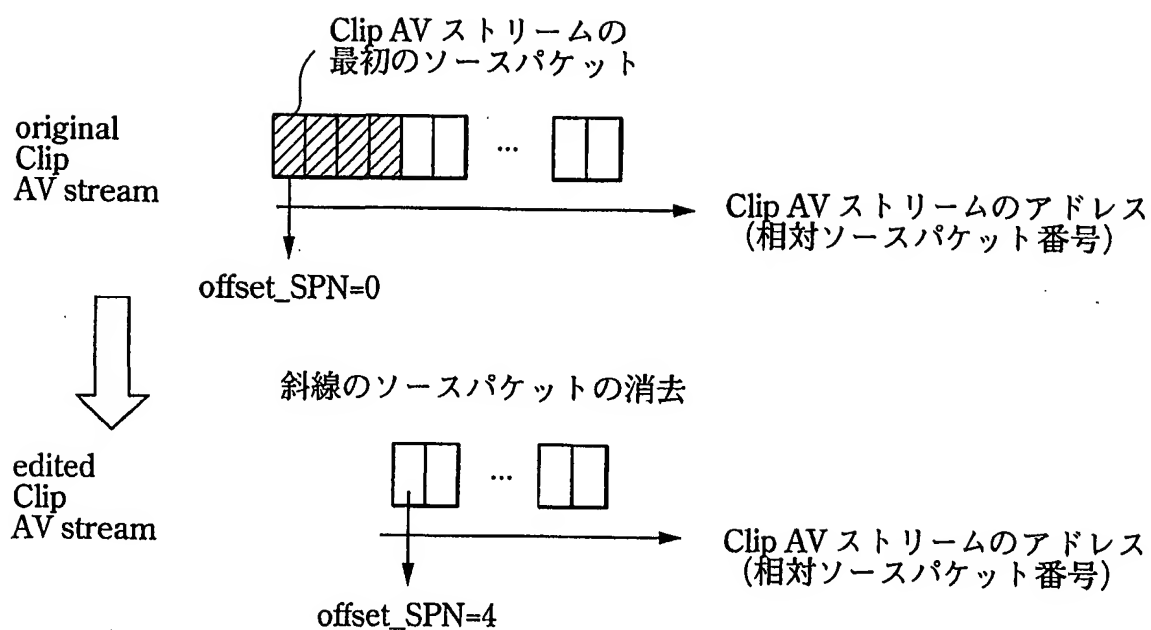 Clip AV ストリームの
最初のソースパケット
original
Clip
AV stream
...
Clip AV ストリームのアドレス
(相対ソースパケット番号)
offset_SPN=0
斜線のソースパケットの消去
edited
Clip
AV stream
...
Clip AV ストリームのアドレス
(相対ソースパケット番号)
offset_SPN=4